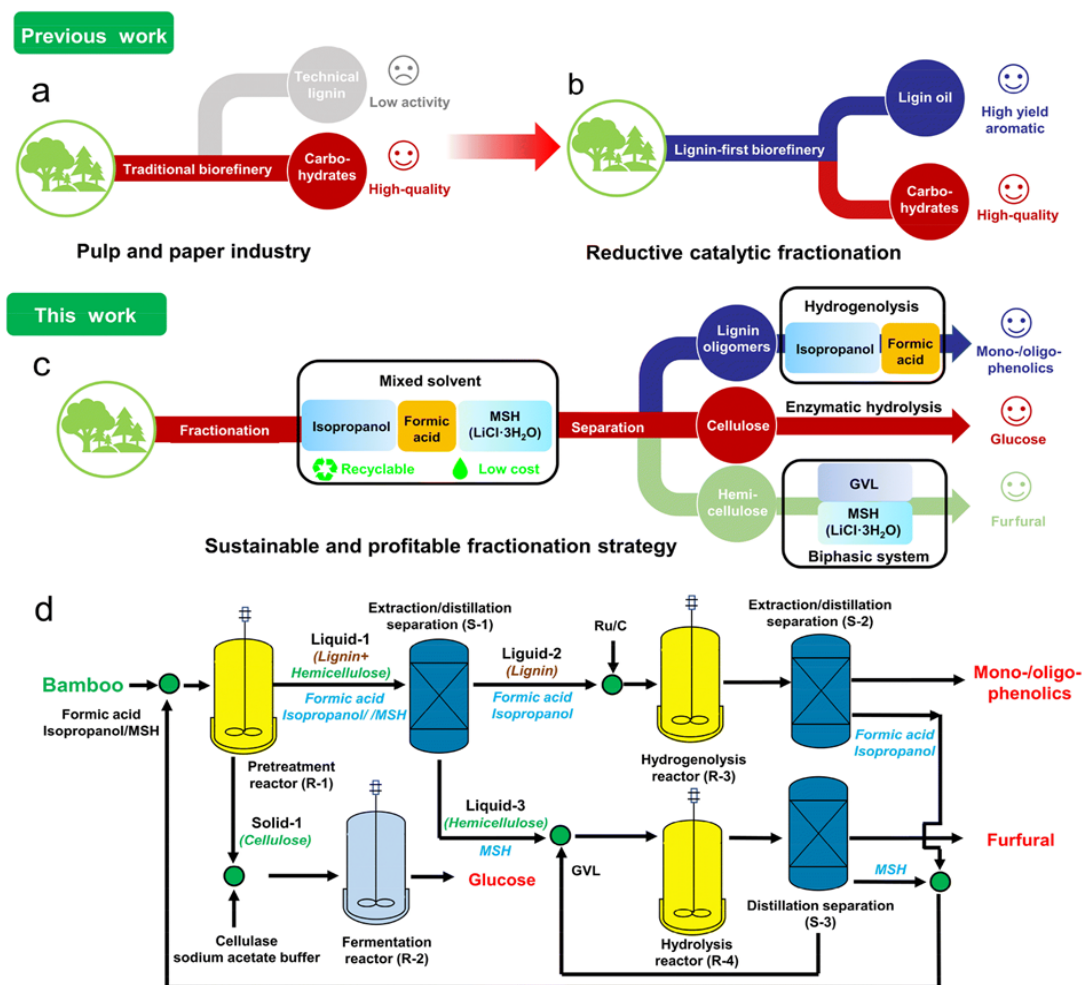 Previous work
a
Technical
lignin
Low activity
Traditional biorefinery
Carbo-
hydrates
High-quality
Pulp and paper industry
b
Ligin oil
High yield
aromatic
Lignin-first biorefinery
Carbo-
hydrates
High-quality
Reductive catalytic fractionation
This work
c
Fractionation
Mixed solvent
Isopropanol
Formic
acid
MSH
(LiCl·3H₂O)
Recyclable
Low cost
Separation
Lignin
oligomers
Hydrogenolysis
Isopropanol
Formic
acid
Mono-/oligo-
phenolics
Cellulose
Enzymatic hydrolysis
Glucose
Hemi-
cellulose
GVL
MSH
(LiCl·3H₂O)
Biphasic system
Furfural
Sustainable and profitable fractionation strategy
d
Bamboo
Formic acid
Isopropanol/MSH
Pretreatment
reactor (R-1)
Liquid-1
(Lignin+
Hemicellulose)
Formic acid
Isopropanol/ /MSH
Extraction/distillation
separation (S-1)
Liguid-2
(Lignin)
Formic acid
Isopropanol
Ru/C
Hydrogenolysis
reactor (R-3)
Extraction/distillation
separation (S-2)
Mono-/oligo-
phenolics
Formic acid
Isopropanol
Solid-1
(Cellulose)
Cellulase
sodium acetate buffer
Fermentation
reactor (R-2)
Glucose
Liquid-3
(Hemicellulose)
MSH
GVL
Hydrolysis
reactor (R-4)
Distillation separation
(S-3)
MSH
Furfural